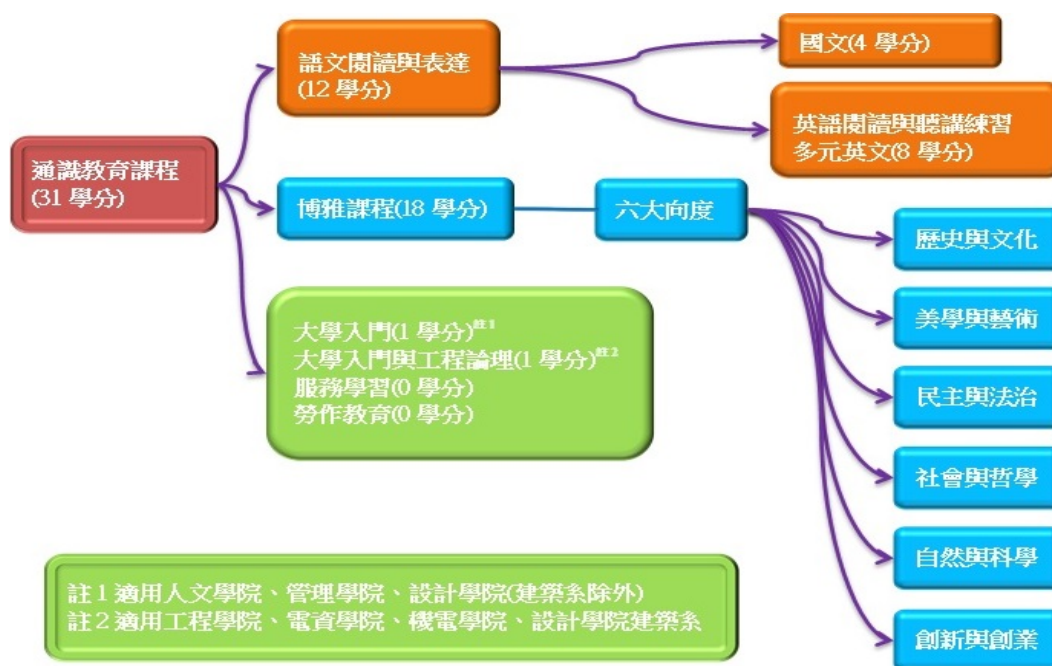 通識教育課程
(31 學分)
語文閱讀與表達
(12 學分)
國文(4 學分)
英語閱讀與聽講練習
多元英文(8 學分)
博雅課程(18 學分)
六大向度
歷史與文化
美學與藝術
民主與法治
社會與哲學
自然與科學
創新與創業
大學入門(1 學分)註1
大學入門與工程論理(1 學分)註2
服務學習(0 學分)
勞作教育(0 學分)
註1適用人文學院、管理學院、設計學院(建築系除外)
註2適用工程學院、電資學院、機電學院、設計學院建築系